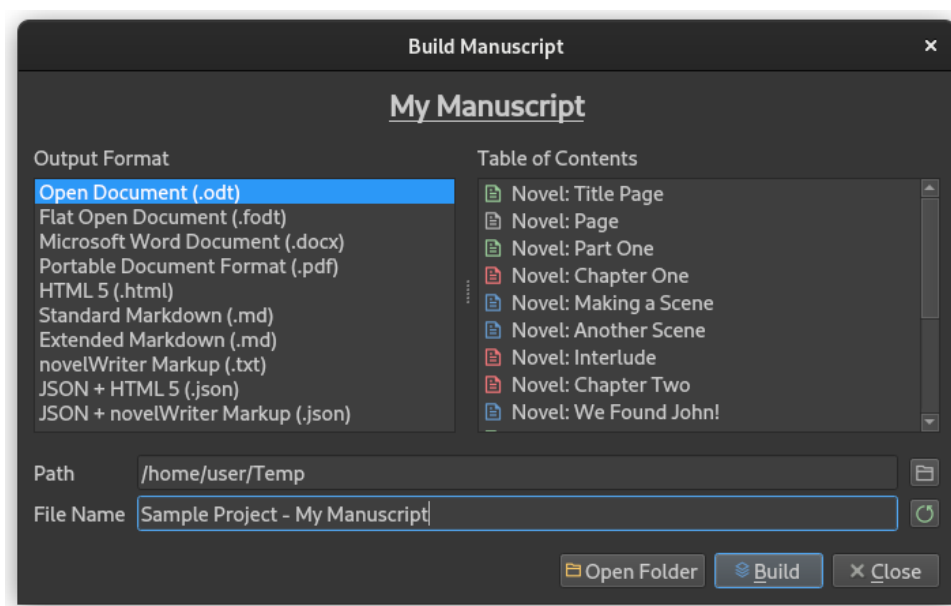 Build Manuscript
My Manuscript
Output Format
Open Document (.odt)
Flat Open Document (.fodt)
Microsoft Word Document (.docx)
Portable Document Format (.pdf)
HTML 5 (.html)
Standard Markdown (.md)
Extended Markdown (.md)
novelWriter Markup (.txt)
JSON + HTML 5 (.json)
JSON + novelWriter Markup (.json)
Table of Contents
Novel: Title Page
Novel: Page
Novel: Part One
Novel: Chapter One
Novel: Making a Scene
Novel: Another Scene
Novel: Interlude
Novel: Chapter Two
Novel: We Found John!
Path /home/user/Temp
File Name Sample Project - My Manuscript
Open Folder Build Close